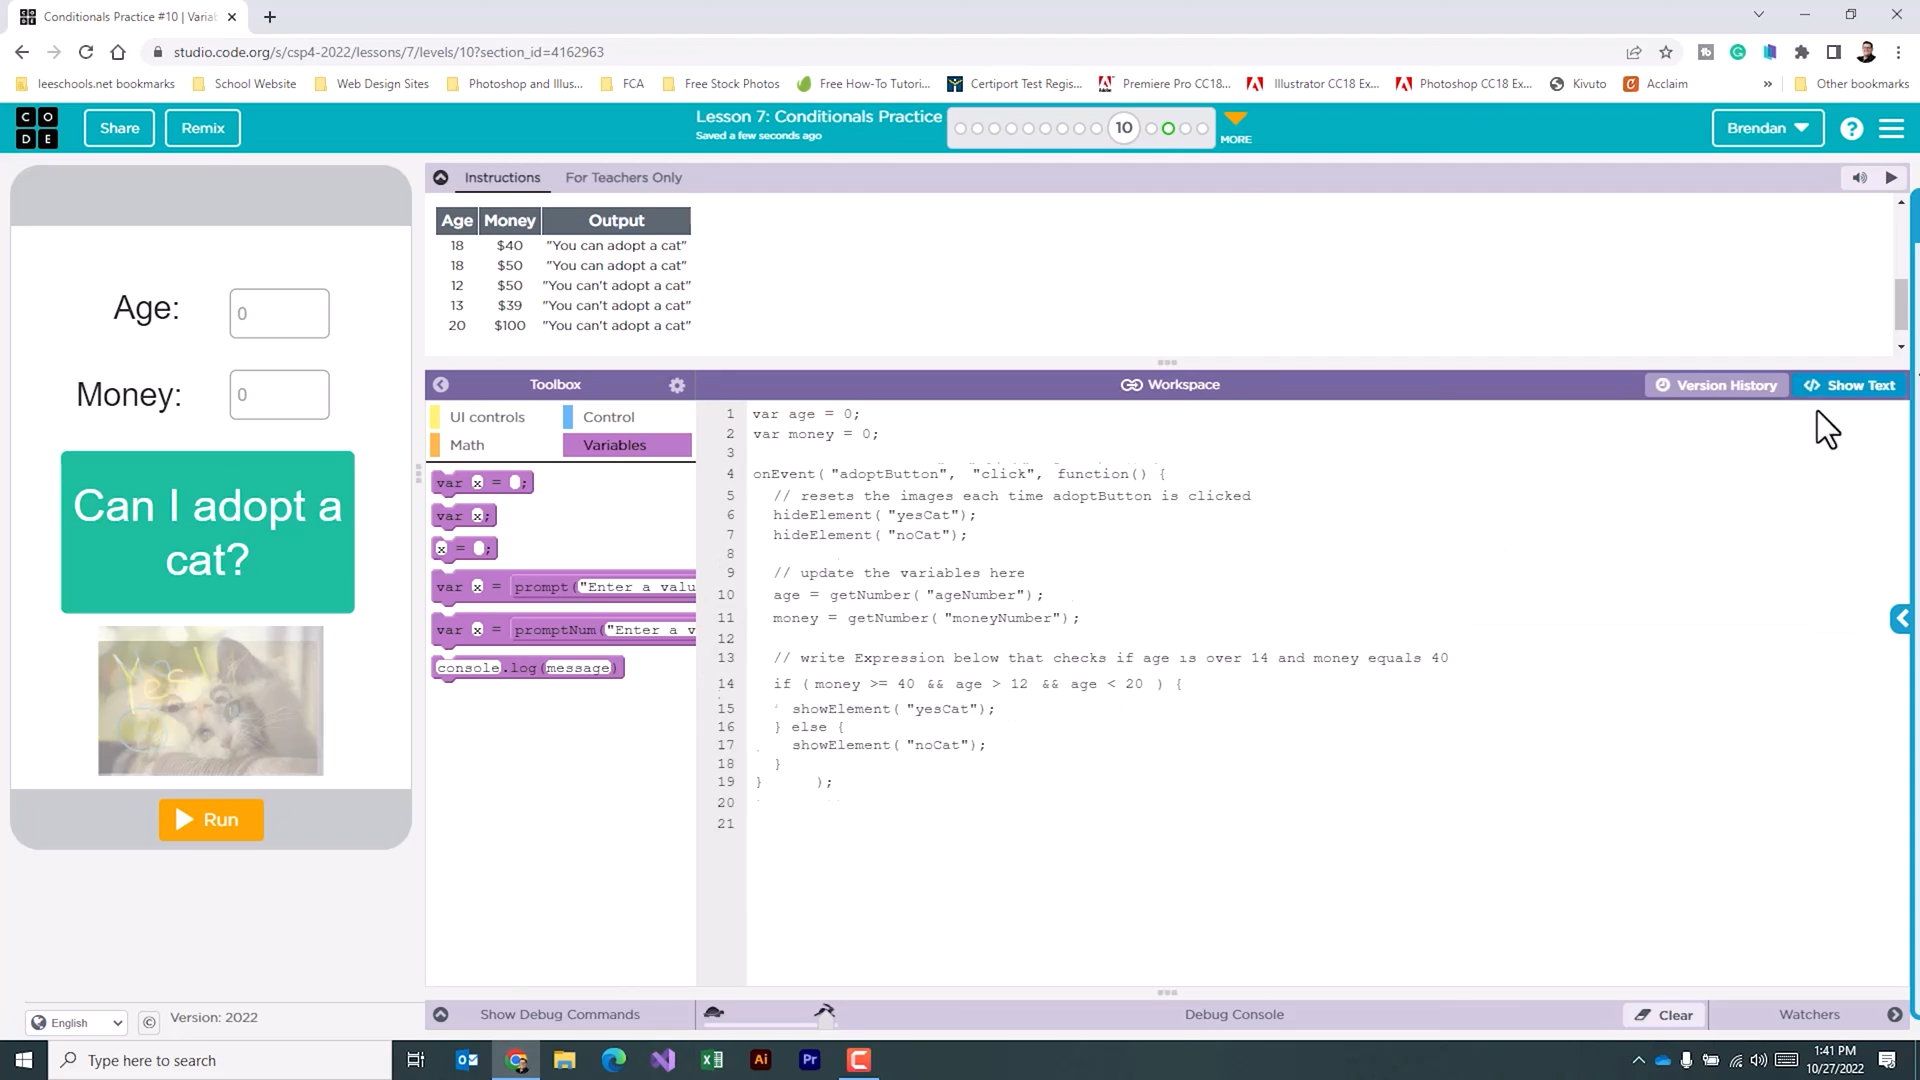 Conditionals Practice #10 | Variab
studio.code.org/s/csp4-2022/lessons/7/levels/10?section_id=4162963
leeschools.net bookmarks
School Website
Web Design Sites
Photoshop and Illus...
FCA
Free Stock Photos
Free How-To Tutori...
Certiport Test Regis...
Premiere Pro CC18...
Illustrator CC18 Ex...
Photoshop CC18 Ex...
Kivuto
Acclaim
»
Other bookmarks
CODE
Share
Remix
Lesson 7: Conditionals Practice
Saved a few seconds ago
10
MORE
Brendan
?
Instructions
For Teachers Only
Age Money Output
18 $40 "You can adopt a cat"
18 $50 "You can adopt a cat"
12 $50 "You can't adopt a cat"
13 $39 "You can't adopt a cat"
20 $100 "You can't adopt a cat"
Age:
0
Money:
0
Can I adopt a
cat?
Yes!
Run
Toolbox
Workspace
Version History
Show Text
UI controls
Control
Math
Variables
var x = ;
var x;
x = ;
var x = prompt("Enter a valu
var x = promptNum("Enter a v
console.log(message)
1 var age = 0;
2 var money = 0;
3
4 onEvent( "adoptButton", "click", function() {
5 // resets the images each time adoptButton is clicked
6 hideElement( "yesCat");
7 hideElement( "noCat");
8
9 // update the variables here
10 age = getNumber( "ageNumber");
11 money = getNumber( "moneyNumber");
12
13 // write Expression below that checks if age is over 14 and money equals 40
14 if ( money >= 40 && age > 12 && age < 20 ) {
15 showElement( "yesCat");
16 } else {
17 showElement( "noCat");
18 }
19 } );
20
21
Show Debug Commands
Debug Console
Clear
Watchers
English
©
Version: 2022
Type here to search
Ai
Pr
1:41 PM
10/27/2022